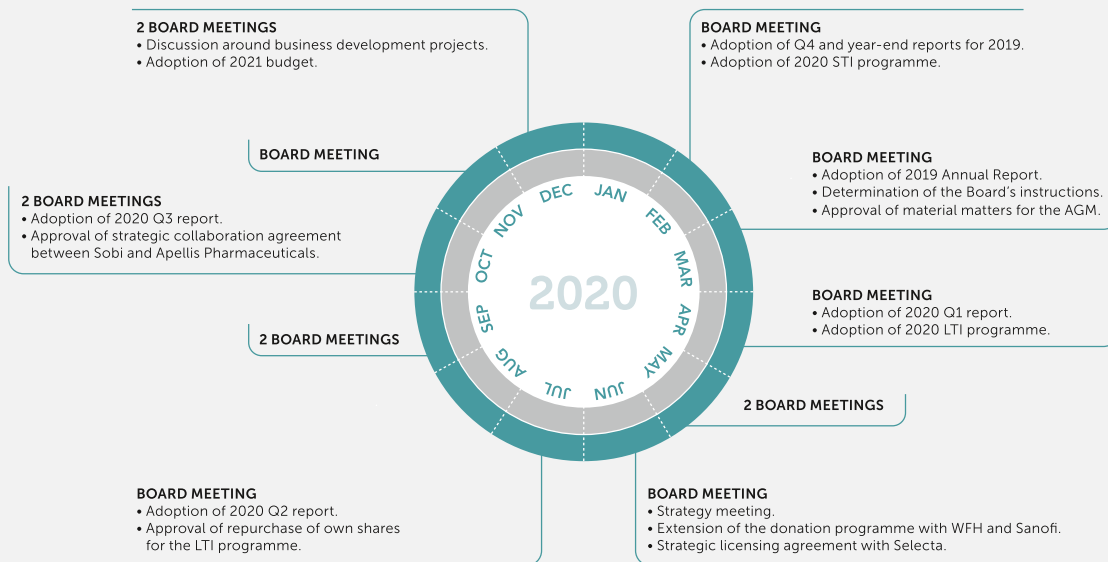 2 BOARD MEETINGS
• Discussion around business development projects.
• Adoption of 2021 budget.
BOARD MEETING
• Adoption of Q4 and year-end reports for 2019.
• Adoption of 2020 STI programme.
BOARD MEETING
BOARD MEETING
• Adoption of 2019 Annual Report.
• Determination of the Board's instructions.
• Approval of material matters for the AGM.
2 BOARD MEETINGS
• Adoption of 2020 Q3 report.
• Approval of strategic collaboration agreement
between Sobi and Apellis Pharmaceuticals.
BOARD MEETING
• Adoption of 2020 Q1 report.
• Adoption of 2020 LTI programme.
2 BOARD MEETINGS
2 BOARD MEETINGS
BOARD MEETING
• Adoption of 2020 Q2 report.
• Approval of repurchase of own shares
for the LTI programme.
BOARD MEETING
• Strategy meeting.
• Extension of the donation programme with WFH and Sanofi.
• Strategic licensing agreement with Selecta.
JAN
FEB
MAR
APR
MAY
JUN
JUL
AUG
SEP
OCT
NOV
DEC
2020